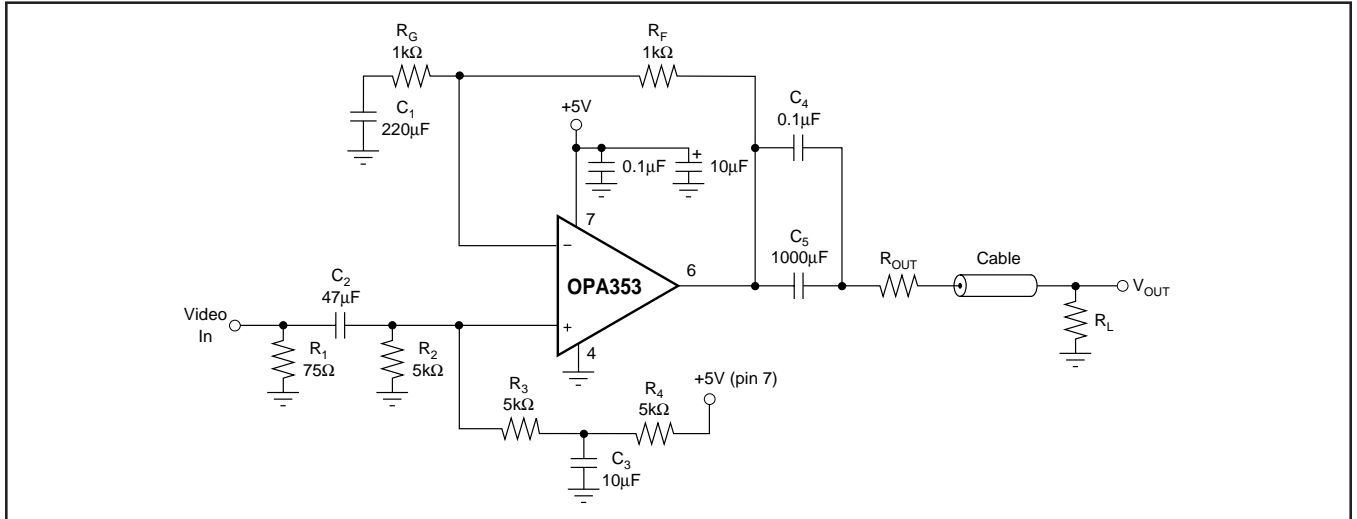 R_G
1kΩ
R_F
1kΩ
C_1
220μF
+5V
C_4
0.1μF
0.1μF
+
10μF
7
C_5
1000μF
R_OUT
Cable
−
6
OPA353
V_OUT
C_2
47μF
Video
In
+
R_L
R_1
75Ω
R_2
5kΩ
4
+5V (pin 7)
R_3
5kΩ
R_4
5kΩ
C_3
10μF